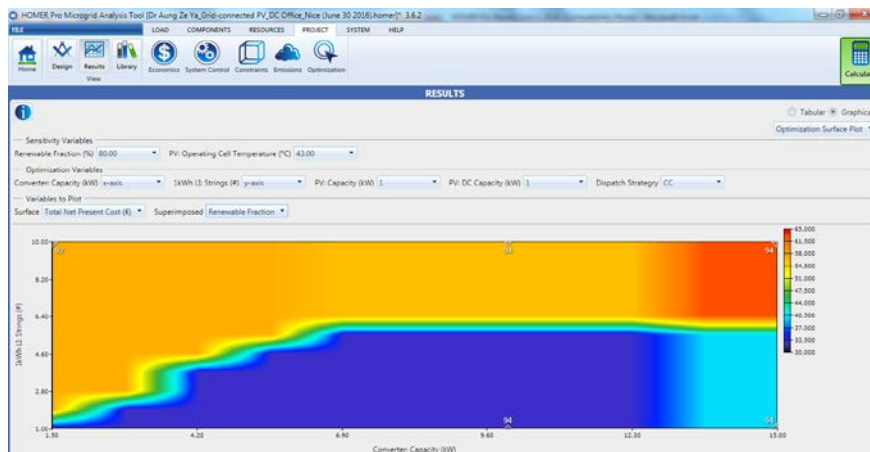 HOMER Pro Microgrid Analysis Tool [Dr Aung Ze Ya_Grid-connected PV_DC Office_Nice (June 30 2016).homer]* 3.6.2
FILE LOAD COMPONENTS RESOURCES PROJECT SYSTEM HELP
Home Design Results Library Economics System Control Constraints Emissions Optimization Calculat
View
RESULTS
Tabular Graphica
Optimization Surface Plot
Sensitivity Variables
Renewable Fraction (%) 80.00 PV: Operating Cell Temperature (°C) 43.00
Optimization Variables
Converter: Capacity (kW) x-axis 1kWh LI: Strings (#) y-axis PV: Capacity (kW) 1 PV: DC Capacity (kW) 1 Dispatch Strategry CC
Variables to Plot
Surface Total Net Present Cost (€) Superimposed Renewable Fraction
10.00
8.20
6.40
4.60
2.80
1.00
1kWh LI: Strings (#)
94
94
94
94
1.50 4.20 6.90 9.60 12.30 15.00
Converter: Capacity (kW)
65,000
61,500
58,000
51,000
47,500
44,000
40,500
37,000
33,500
30,000